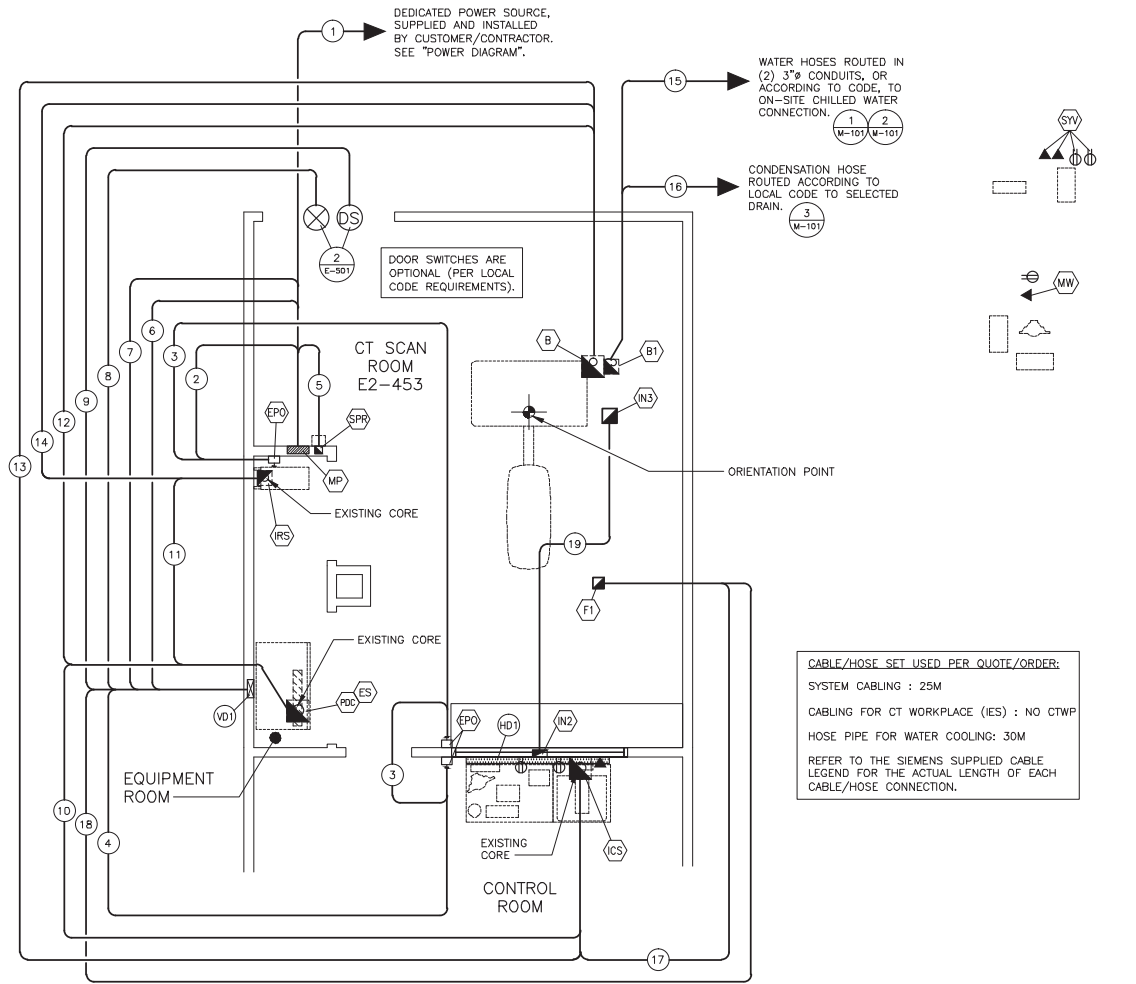 1
DEDICATED POWER SOURCE,
SUPPLIED AND INSTALLED
BY CUSTOMER/CONTRACTOR.
SEE "POWER DIAGRAM".
15
WATER HOSES ROUTED IN
(2) 3"ø CONDUITS, OR
ACCORDING TO CODE, TO
ON-SITE CHILLED WATER
CONNECTION.
1
M-101
2
M-101
SYV
16
CONDENSATION HOSE
ROUTED ACCORDING TO
LOCAL CODE TO SELECTED
DRAIN.
3
M-101
DS
2
E-501
DOOR SWITCHES ARE
OPTIONAL (PER LOCAL
CODE REQUIREMENTS).
MW
6
7
3
8
2
9
5
12
14
13
CT SCAN
ROOM
E2-453
B
B1
IN3
EPO
SPR
MP
ORIENTATION POINT
EXISTING CORE
IRS
11
19
F1
EXISTING CORE
PDC
ES
VD1
EPO
HD1
IN2
EQUIPMENT
ROOM
3
10
18
4
EXISTING
CORE
ICS
CONTROL
ROOM
17
CABLE/HOSE SET USED PER QUOTE/ORDER:
SYSTEM CABLING : 25M
CABLING FOR CT WORKPLACE (IES) : NO CTWP
HOSE PIPE FOR WATER COOLING: 30M
REFER TO THE SIEMENS SUPPLIED CABLE
LEGEND FOR THE ACTUAL LENGTH OF EACH
CABLE/HOSE CONNECTION.